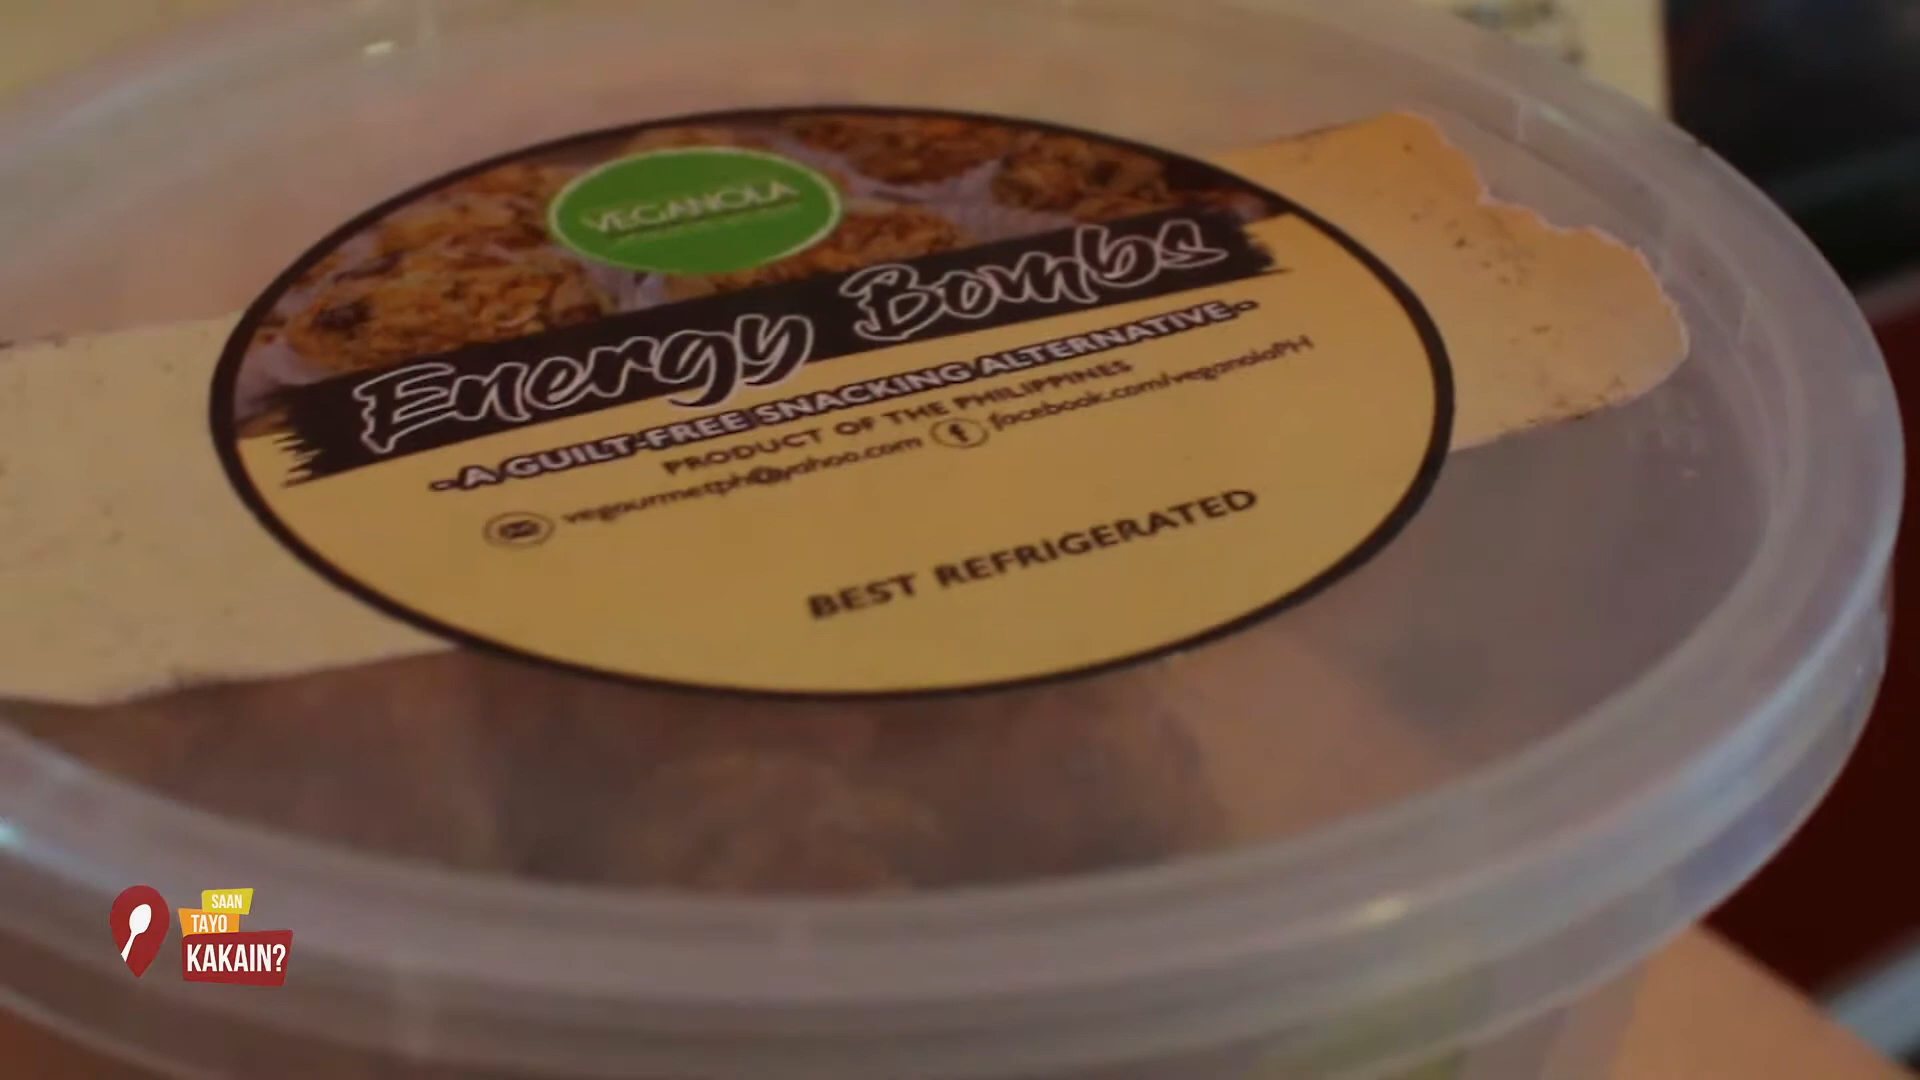 VEGANOLA
Energy Bombs
- A GUILT-FREE SNACKING ALTERNATIVE -
PRODUCT OF THE PHILIPPINES
vegourmetph@yahoo.com facebook.com/veganolaPH
BEST REFRIGERATED
SAAN
TAYO
KAKAIN?